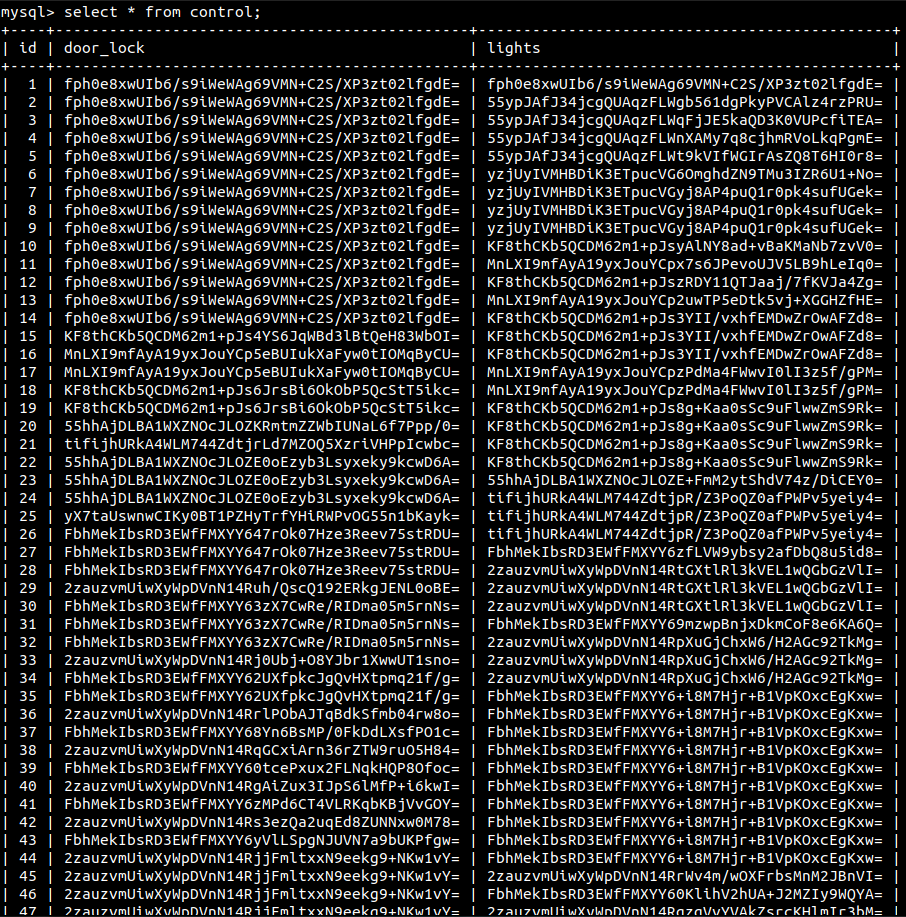 mysql> select * from control;
+----+----------------------------------------------+----------------------------------------------+
| id | door_lock | lights |
+----+----------------------------------------------+----------------------------------------------+
| 1 | fph0e8xwUIb6/s9iWeWAg69VMN+C2S/XP3zt02lfgdE= | fph0e8xwUIb6/s9iWeWAg69VMN+C2S/XP3zt02lfgdE= |
| 2 | fph0e8xwUIb6/s9iWeWAg69VMN+C2S/XP3zt02lfgdE= | 55ypJAfJ34jcgQUAqzFLWgb561dgPkyPVCAlz4rzPRU= |
| 3 | fph0e8xwUIb6/s9iWeWAg69VMN+C2S/XP3zt02lfgdE= | 55ypJAfJ34jcgQUAqzFLWqFjJE5kaQD3K0VUPcfiTEA= |
| 4 | fph0e8xwUIb6/s9iWeWAg69VMN+C2S/XP3zt02lfgdE= | 55ypJAfJ34jcgQUAqzFLWnXAMy7q8cjhmRVoLkqPgmE= |
| 5 | fph0e8xwUIb6/s9iWeWAg69VMN+C2S/XP3zt02lfgdE= | 55ypJAfJ34jcgQUAqzFLWt9kVIfWGIrAsZQ8T6HI0r8= |
| 6 | fph0e8xwUIb6/s9iWeWAg69VMN+C2S/XP3zt02lfgdE= | yzjUyIVMHBDiK3ETpucVG6OmghdZN9TMu3IZR6U1+No= |
| 7 | fph0e8xwUIb6/s9iWeWAg69VMN+C2S/XP3zt02lfgdE= | yzjUyIVMHBDiK3ETpucVGyj8AP4puQ1r0pk4sufUGek= |
| 8 | fph0e8xwUIb6/s9iWeWAg69VMN+C2S/XP3zt02lfgdE= | yzjUyIVMHBDiK3ETpucVGyj8AP4puQ1r0pk4sufUGek= |
| 9 | fph0e8xwUIb6/s9iWeWAg69VMN+C2S/XP3zt02lfgdE= | yzjUyIVMHBDiK3ETpucVGyj8AP4puQ1r0pk4sufUGek= |
| 10 | fph0e8xwUIb6/s9iWeWAg69VMN+C2S/XP3zt02lfgdE= | KF8thCKb5QCDM62m1+pJsyAlNY8ad+vBaKMaNb7zvV0= |
| 11 | fph0e8xwUIb6/s9iWeWAg69VMN+C2S/XP3zt02lfgdE= | MnLXI9mfAyA19yxJouYCpx7s6JPevoUJV5LB9hLeIq0= |
| 12 | fph0e8xwUIb6/s9iWeWAg69VMN+C2S/XP3zt02lfgdE= | KF8thCKb5QCDM62m1+pJszRDY11QTJaaj/7fKVJa4Zg= |
| 13 | fph0e8xwUIb6/s9iWeWAg69VMN+C2S/XP3zt02lfgdE= | MnLXI9mfAyA19yxJouYCp2uwTP5eDtk5vj+XGGHZfHE= |
| 14 | fph0e8xwUIb6/s9iWeWAg69VMN+C2S/XP3zt02lfgdE= | KF8thCKb5QCDM62m1+pJs3YII/vxhfEMDwZrOwAFZd8= |
| 15 | KF8thCKb5QCDM62m1+pJs4YS6JqWBd3lBtQeH83WbOI= | KF8thCKb5QCDM62m1+pJs3YII/vxhfEMDwZrOwAFZd8= |
| 16 | MnLXI9mfAyA19yxJouYCp5eBUIukXaFyw0tIOMqByCU= | KF8thCKb5QCDM62m1+pJs3YII/vxhfEMDwZrOwAFZd8= |
| 17 | MnLXI9mfAyA19yxJouYCp5eBUIukXaFyw0tIOMqByCU= | MnLXI9mfAyA19yxJouYCpzPdMa4FWwvI0lI3z5f/gPM= |
| 18 | KF8thCKb5QCDM62m1+pJs6JrsBi6OkObP5QcStT5ikc= | MnLXI9mfAyA19yxJouYCpzPdMa4FWwvI0lI3z5f/gPM= |
| 19 | KF8thCKb5QCDM62m1+pJs6JrsBi6OkObP5QcStT5ikc= | KF8thCKb5QCDM62m1+pJs8g+Kaa0sSc9uFlwwZmS9Rk= |
| 20 | 55hhAjDLBA1WXZNOcJLOZKRmtmZZWbIUNaL6f7Ppp/0= | KF8thCKb5QCDM62m1+pJs8g+Kaa0sSc9uFlwwZmS9Rk= |
| 21 | tifijhURkA4WLM744ZdtjrLd7MZOQ5XzriVHPpIcwbc= | KF8thCKb5QCDM62m1+pJs8g+Kaa0sSc9uFlwwZmS9Rk= |
| 22 | 55hhAjDLBA1WXZNOcJLOZE0oEzyb3Lsyxeky9kcwD6A= | KF8thCKb5QCDM62m1+pJs8g+Kaa0sSc9uFlwwZmS9Rk= |
| 23 | 55hhAjDLBA1WXZNOcJLOZE0oEzyb3Lsyxeky9kcwD6A= | 55hhAjDLBA1WXZNOcJLOZE+FmM2ytShdV74z/DiCEY0= |
| 24 | 55hhAjDLBA1WXZNOcJLOZE0oEzyb3Lsyxeky9kcwD6A= | tifijhURkA4WLM744ZdtjpR/Z3PoQZ0afPWPv5yeiy4= |
| 25 | yX7taUswnwCIKy0BT1PZHyTrfYHiRWPvOG55n1bKayk= | tifijhURkA4WLM744ZdtjpR/Z3PoQZ0afPWPv5yeiy4= |
| 26 | FbhMekIbsRD3EWfFMXYY647rOk07Hze3Reev75stRDU= | tifijhURkA4WLM744ZdtjpR/Z3PoQZ0afPWPv5yeiy4= |
| 27 | FbhMekIbsRD3EWfFMXYY647rOk07Hze3Reev75stRDU= | FbhMekIbsRD3EWfFMXYY6zfLVW9ybsy2afDbQ8u5id8= |
| 28 | FbhMekIbsRD3EWfFMXYY647rOk07Hze3Reev75stRDU= | 2zauzvmUiwXyWpDVnN14RtGXtlRl3kVEL1wQGbGzVlI= |
| 29 | 2zauzvmUiwXyWpDVnN14Ruh/QscQ192ERkgJENL0oBE= | 2zauzvmUiwXyWpDVnN14RtGXtlRl3kVEL1wQGbGzVlI= |
| 30 | FbhMekIbsRD3EWfFMXYY63zX7CwRe/RIDma05m5rnNs= | 2zauzvmUiwXyWpDVnN14RtGXtlRl3kVEL1wQGbGzVlI= |
| 31 | FbhMekIbsRD3EWfFMXYY63zX7CwRe/RIDma05m5rnNs= | FbhMekIbsRD3EWfFMXYY69mzwpBnjxDkmCoF8e6KA6Q= |
| 32 | FbhMekIbsRD3EWfFMXYY63zX7CwRe/RIDma05m5rnNs= | 2zauzvmUiwXyWpDVnN14RpXuGjChxW6/H2AGc92TkMg= |
| 33 | 2zauzvmUiwXyWpDVnN14Rj0Ubj+O8YJbr1XwwUT1sno= | 2zauzvmUiwXyWpDVnN14RpXuGjChxW6/H2AGc92TkMg= |
| 34 | FbhMekIbsRD3EWfFMXYY62UXfpkcJgQvHXtpmq21f/g= | 2zauzvmUiwXyWpDVnN14RpXuGjChxW6/H2AGc92TkMg= |
| 35 | FbhMekIbsRD3EWfFMXYY62UXfpkcJgQvHXtpmq21f/g= | FbhMekIbsRD3EWfFMXYY6+i8M7Hjr+B1VpKOxcEgKxw= |
| 36 | 2zauzvmUiwXyWpDVnN14RrlPObAJTqBdkSfmb04rw8o= | FbhMekIbsRD3EWfFMXYY6+i8M7Hjr+B1VpKOxcEgKxw= |
| 37 | FbhMekIbsRD3EWfFMXYY68Yn6BsMP/0FkDdLXsfPO1c= | FbhMekIbsRD3EWfFMXYY6+i8M7Hjr+B1VpKOxcEgKxw= |
| 38 | 2zauzvmUiwXyWpDVnN14RqGCxiArn36rZTW9ruO5H84= | FbhMekIbsRD3EWfFMXYY6+i8M7Hjr+B1VpKOxcEgKxw= |
| 39 | FbhMekIbsRD3EWfFMXYY60tcePxux2FLNqkHQP8Ofoc= | FbhMekIbsRD3EWfFMXYY6+i8M7Hjr+B1VpKOxcEgKxw= |
| 40 | 2zauzvmUiwXyWpDVnN14RgAiZux3IJpS6lMfP+i6kwI= | FbhMekIbsRD3EWfFMXYY6+i8M7Hjr+B1VpKOxcEgKxw= |
| 41 | FbhMekIbsRD3EWfFMXYY6zMPd6CT4VLRKqbKBjVvGOY= | FbhMekIbsRD3EWfFMXYY6+i8M7Hjr+B1VpKOxcEgKxw= |
| 42 | 2zauzvmUiwXyWpDVnN14Rs3ezQa2uqEd8ZUNNxw0M78= | FbhMekIbsRD3EWfFMXYY6+i8M7Hjr+B1VpKOxcEgKxw= |
| 43 | FbhMekIbsRD3EWfFMXYY6yVlLSpgNJUVN7a9bUKPfgw= | FbhMekIbsRD3EWfFMXYY6+i8M7Hjr+B1VpKOxcEgKxw= |
| 44 | 2zauzvmUiwXyWpDVnN14RjjFmltxxN9eekg9+NKw1vY= | FbhMekIbsRD3EWfFMXYY6+i8M7Hjr+B1VpKOxcEgKxw= |
| 45 | 2zauzvmUiwXyWpDVnN14RjjFmltxxN9eekg9+NKw1vY= | 2zauzvmUiwXyWpDVnN14RrWv4m/wOXFrbsMnM2JBnVI= |
| 46 | 2zauzvmUiwXyWpDVnN14RjjFmltxxN9eekg9+NKw1vY= | FbhMekIbsRD3EWfFMXYY60KlihV2hUA+J2MZIy9WQYA= |
| 47 | 2zauzvmUiwXyWpDVnN14RjjFmltxxN9eekg9+NKw1vY= |